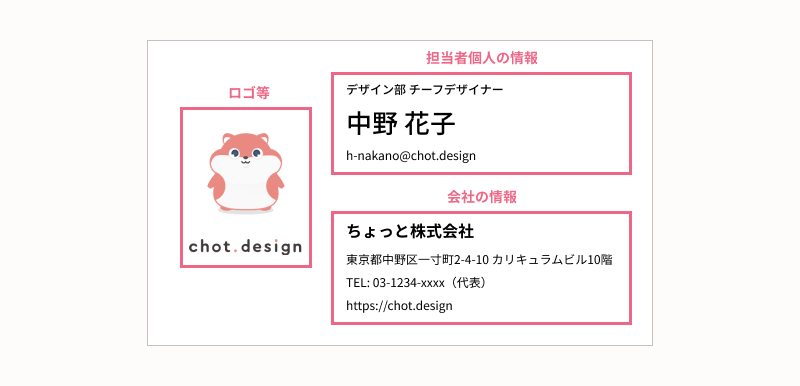 ロゴ等
chot.design
担当者個人の情報
デザイン部 チーフデザイナー
中野 花子
h-nakano@chot.design
会社の情報
ちょっと株式会社
東京都中野区一寸町2-4-10 カリキュラムビル10階
TEL: 03-1234-xxxx（代表）
https://chot.design